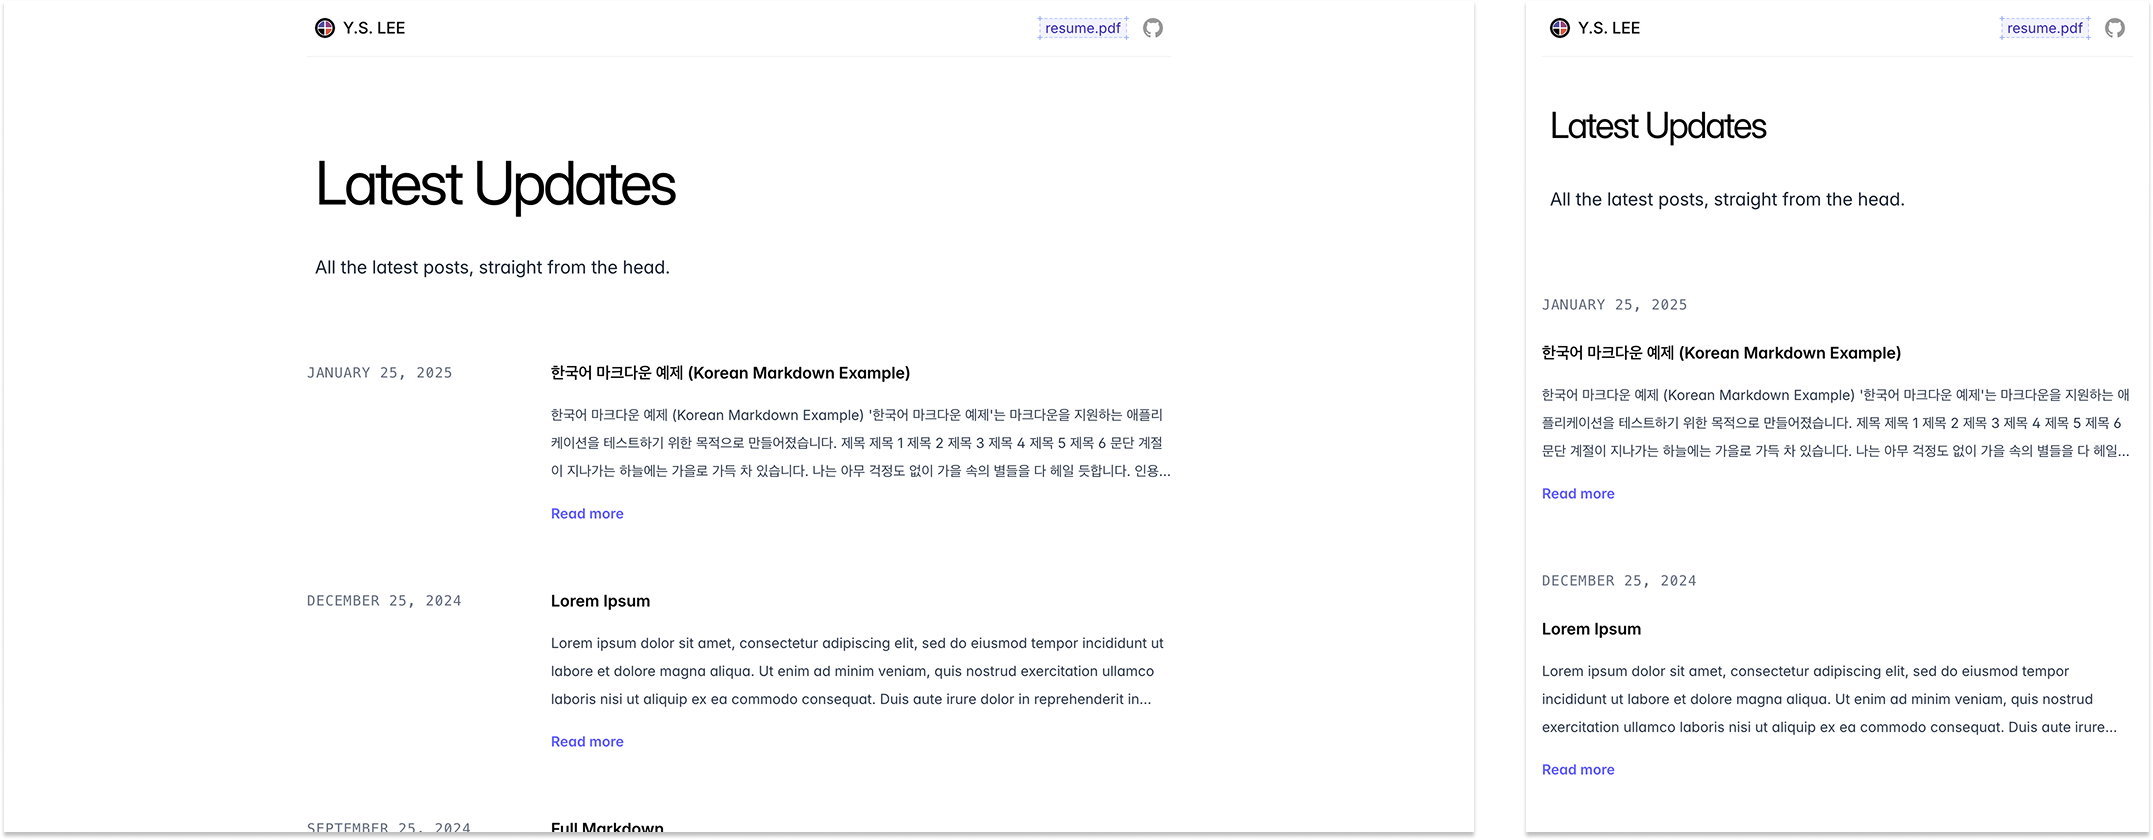 Y.S. LEE
resume.pdf
Latest Updates
All the latest posts, straight from the head.
JANUARY 25, 2025
한국어 마크다운 예제 (Korean Markdown Example)
한국어 마크다운 예제 (Korean Markdown Example) '한국어 마크다운 예제'는 마크다운을 지원하는 애플리
케이션을 테스트하기 위한 목적으로 만들어졌습니다. 제목 제목 1 제목 2 제목 3 제목 4 제목 5 제목 6 문단 계절
이 지나가는 하늘에는 가을로 가득 차 있습니다. 나는 아무 걱정도 없이 가을 속의 별들을 다 헤일 듯합니다. 인용...
Read more
DECEMBER 25, 2024
Lorem Ipsum
Lorem ipsum dolor sit amet, consectetur adipiscing elit, sed do eiusmod tempor incididunt ut
labore et dolore magna aliqua. Ut enim ad minim veniam, quis nostrud exercitation ullamco
laboris nisi ut aliquip ex ea commodo consequat. Duis aute irure dolor in reprehenderit in...
Read more
SEPTEMBER 25, 2024
Full Markdown
Y.S. LEE
resume.pdf
Latest Updates
All the latest posts, straight from the head.
JANUARY 25, 2025
한국어 마크다운 예제 (Korean Markdown Example)
한국어 마크다운 예제 (Korean Markdown Example) '한국어 마크다운 예제'는 마크다운을 지원하는 애
플리케이션을 테스트하기 위한 목적으로 만들어졌습니다. 제목 제목 1 제목 2 제목 3 제목 4 제목 5 제목 6
문단 계절이 지나가는 하늘에는 가을로 가득 차 있습니다. 나는 아무 걱정도 없이 가을 속의 별들을 다 헤일...
Read more
DECEMBER 25, 2024
Lorem Ipsum
Lorem ipsum dolor sit amet, consectetur adipiscing elit, sed do eiusmod tempor
incididunt ut labore et dolore magna aliqua. Ut enim ad minim veniam, quis nostrud
exercitation ullamco laboris nisi ut aliquip ex ea commodo consequat. Duis aute irure...
Read more